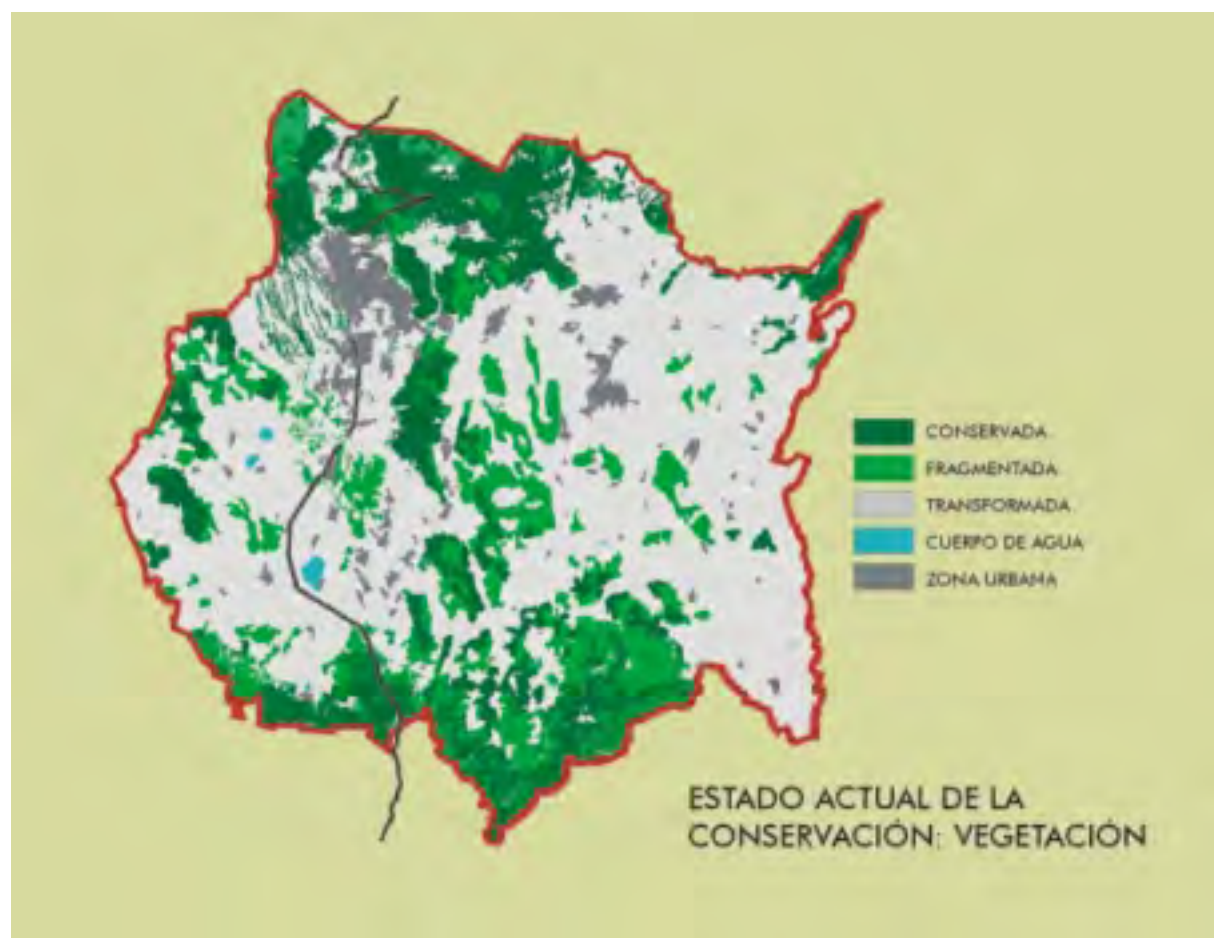 CONSERVADA
FRAGMENTADA
TRANSFORMADA
CUERPO DE AGUA
ZONA URBANA
ESTADO ACTUAL DE LA
CONSERVACIÓN: VEGETACIÓN